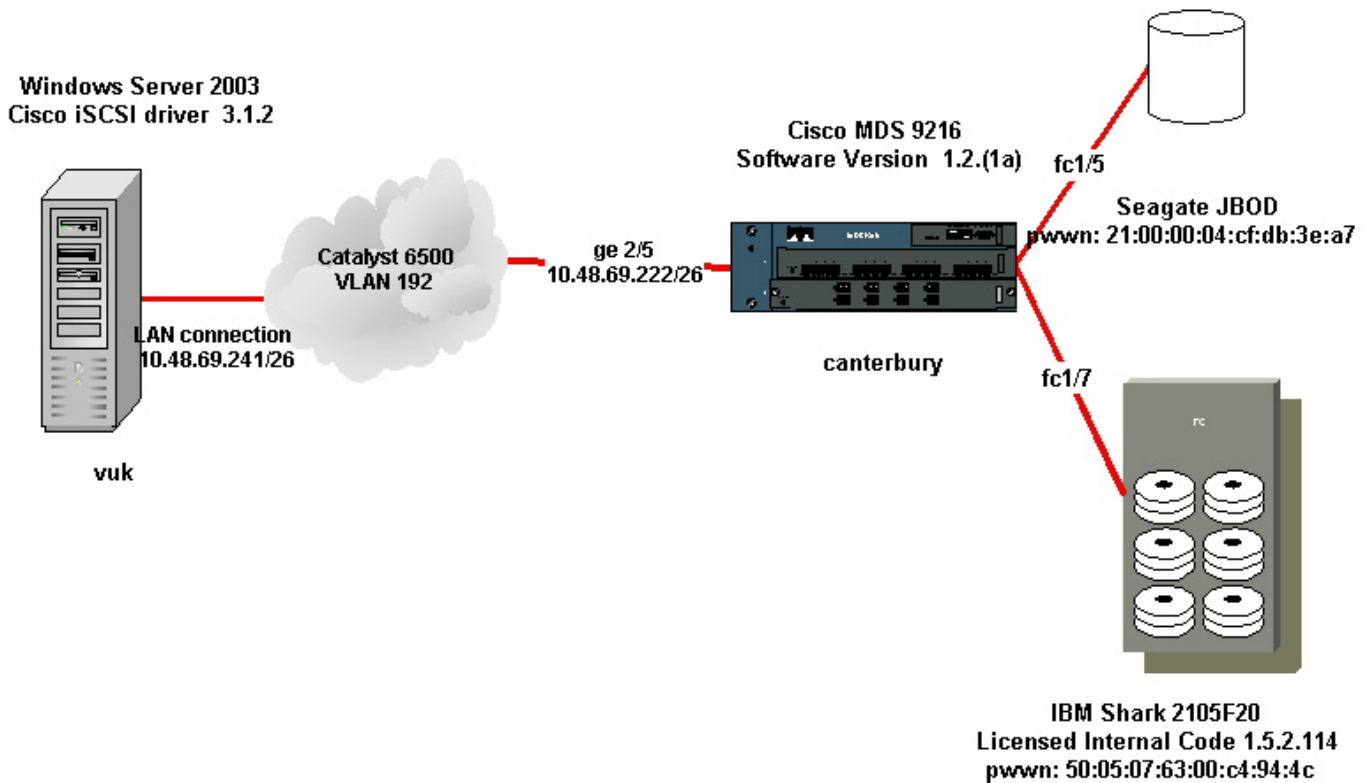 Windows Server 2003
Cisco iSCSI driver 3.1.2
Cisco MDS 9216
Software Version 1.2.(1a)
fc1/5
Seagate JBOD
pwwn: 21:00:00:04:cf:db:3e:a7
Catalyst 6500
VLAN 192
ge 2/5
10.48.69.222/26
LAN connection
10.48.69.241/26
canterbury
fc1/7
vuk
IBM Shark 2105F20
Licensed Internal Code 1.5.2.114
pwwn: 50:05:07:63:00:c4:94:4c